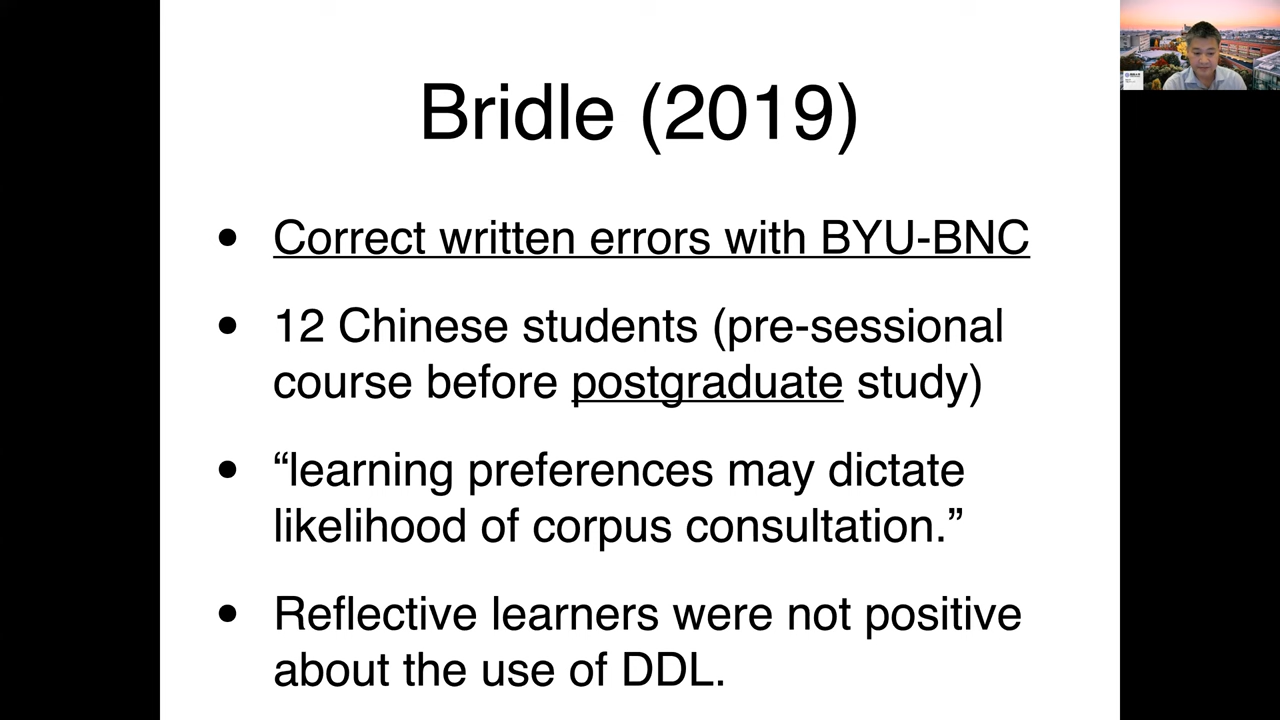 Bridle (2019)
• Correct written errors with BYU-BNC
• 12 Chinese students (pre-sessional
course before postgraduate study)
• “learning preferences may dictate
likelihood of corpus consultation.”
• Reflective learners were not positive
about the use of DDL.